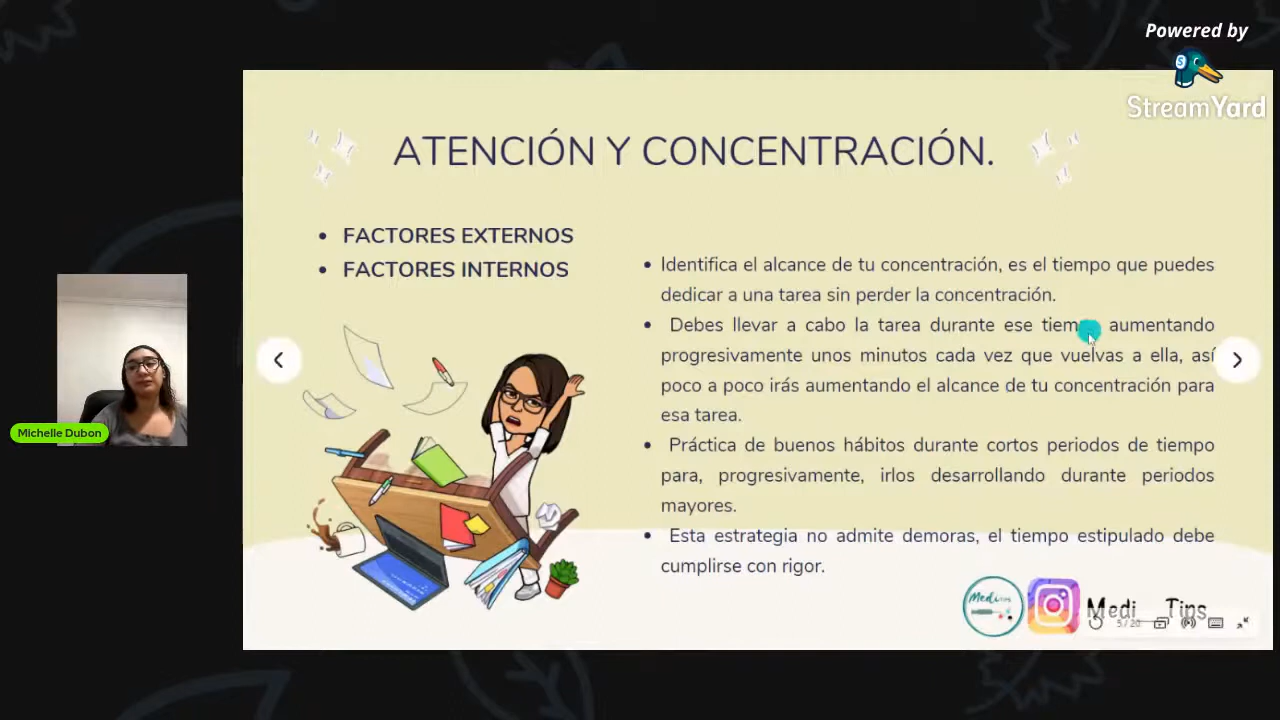 Powered by
StreamYard
ATENCIÓN Y CONCENTRACIÓN.
• FACTORES EXTERNOS
• FACTORES INTERNOS
• Identifica el alcance de tu concentración, es el tiempo que puedes
dedicar a una tarea sin perder la concentración.
• Debes llevar a cabo la tarea durante ese tiem aumentando
progresivamente unos minutos cada vez que vuelvas a ella, así
poco a poco irás aumentando el alcance de tu concentración para
esa tarea.
• Práctica de buenos hábitos durante cortos periodos de tiempo
para, progresivamente, irlos desarrollando durante periodos
mayores.
• Esta estrategia no admite demoras, el tiempo estipulado debe
cumplirse con rigor.
Michelle Dubon
Medi Tips
5/20